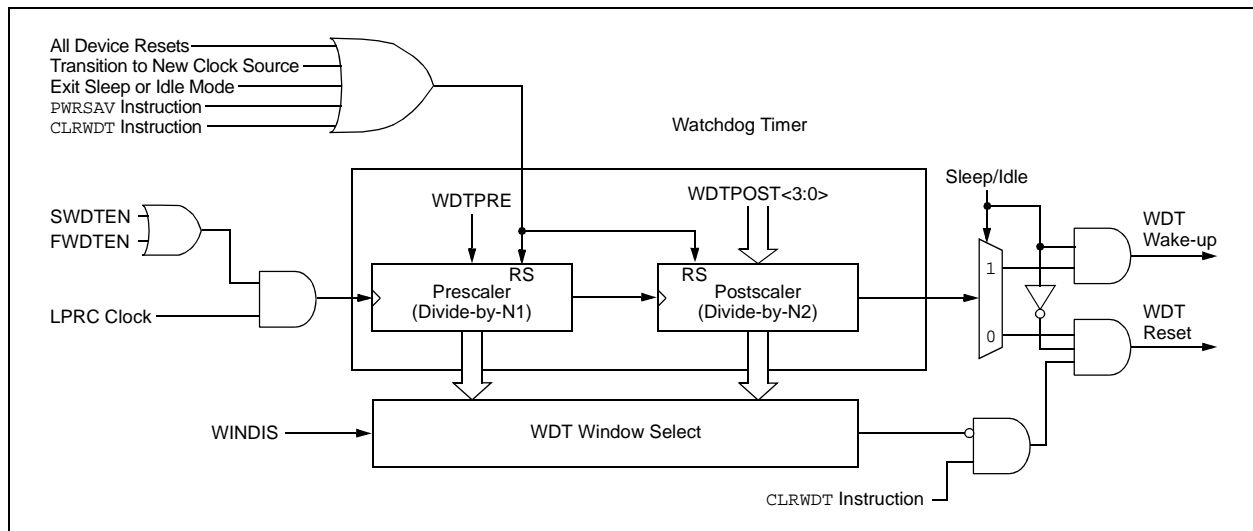 All Device Resets
Transition to New Clock Source
Exit Sleep or Idle Mode
PWRSAV Instruction
CLRWDT Instruction
Watchdog Timer
Sleep/Idle
WDTPRE
WDTPOST<3:0>
SWDTEN
FWDTEN
WDT
Wake-up
RS
RS
1
Prescaler
(Divide-by-N1)
Postscaler
(Divide-by-N2)
LPRC Clock
0
WDT
Reset
WINDIS
WDT Window Select
CLRWDT Instruction